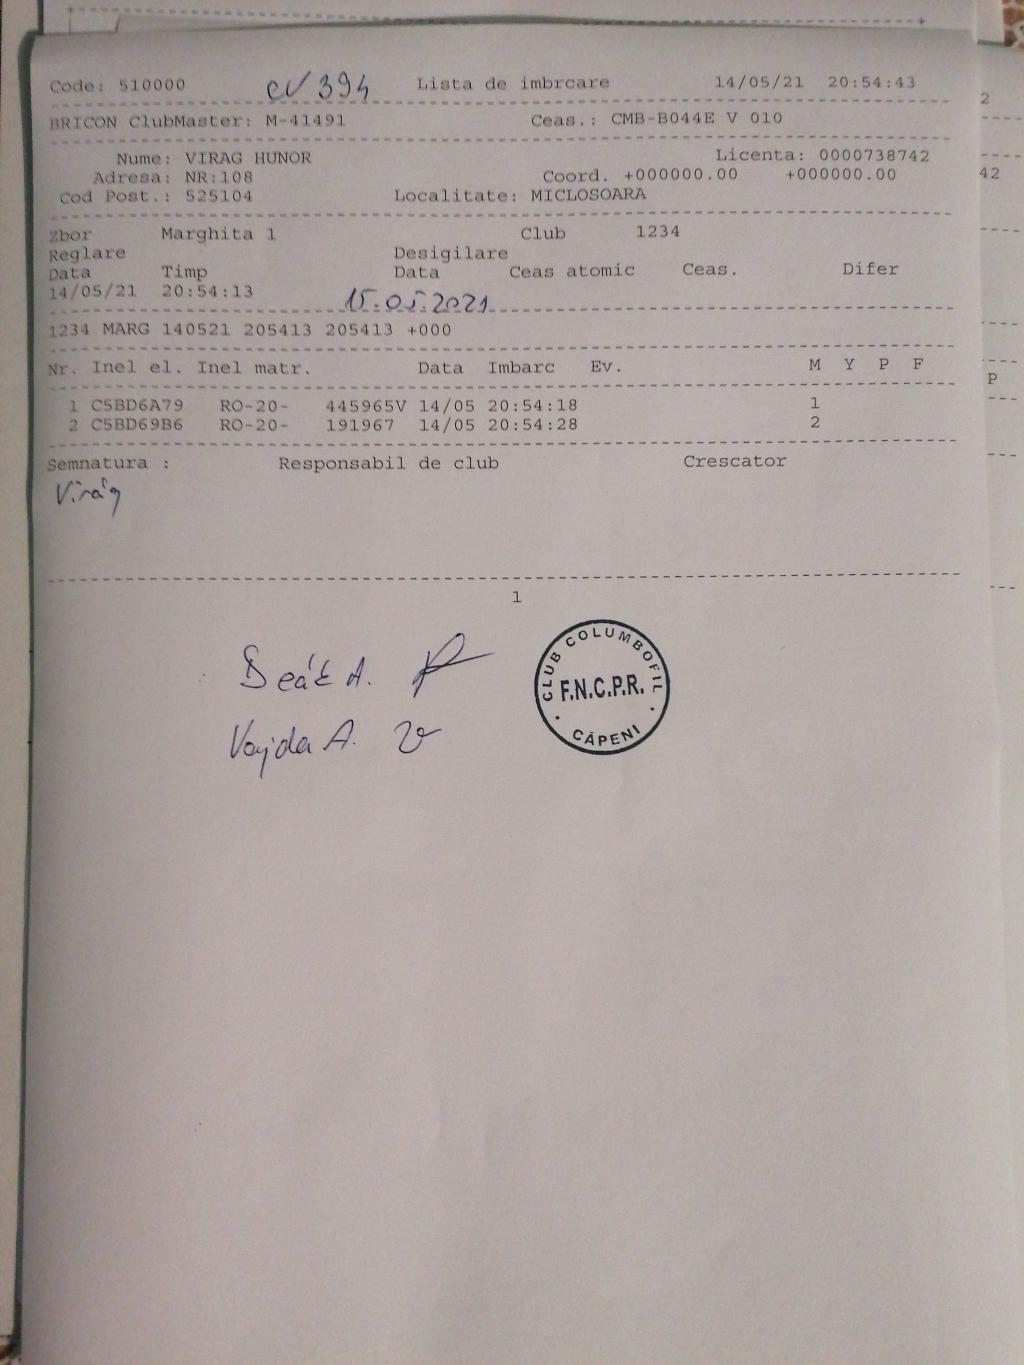 Code: 510000 CV 394 Lista de imbrcare 14/05/21 20:54:43
BRICON ClubMaster: M-41491 Ceas.: CMB-B044E V 010
Nume: VIRAG HUNOR Licenta: 0000738742
Adresa: NR:108 Coord. +000000.00 +000000.00
Cod Post.: 525104 Localitate: MICLOSOARA
Zbor Marghita 1 Club 1234
Reglare Desigilare
Data Timp Data Ceas atomic Ceas. Difer
14/05/21 20:54:13 15.05.2021
1234 MARG 140521 205413 205413 +000
Nr. Inel el. Inel matr. Data Imbarc Ev. M Y P F
1 C5BD6A79 RO-20- 445965V 14/05 20:54:18 1
2 C5BD69B6 RO-20- 191967 14/05 20:54:28 2
Semnatura : Responsabil de club Crescator
Virág
1
Deák A.
Vajda A.
CLUB COLUMBOFIL
F.N.C.P.R.
CĂPENI
2
42
P